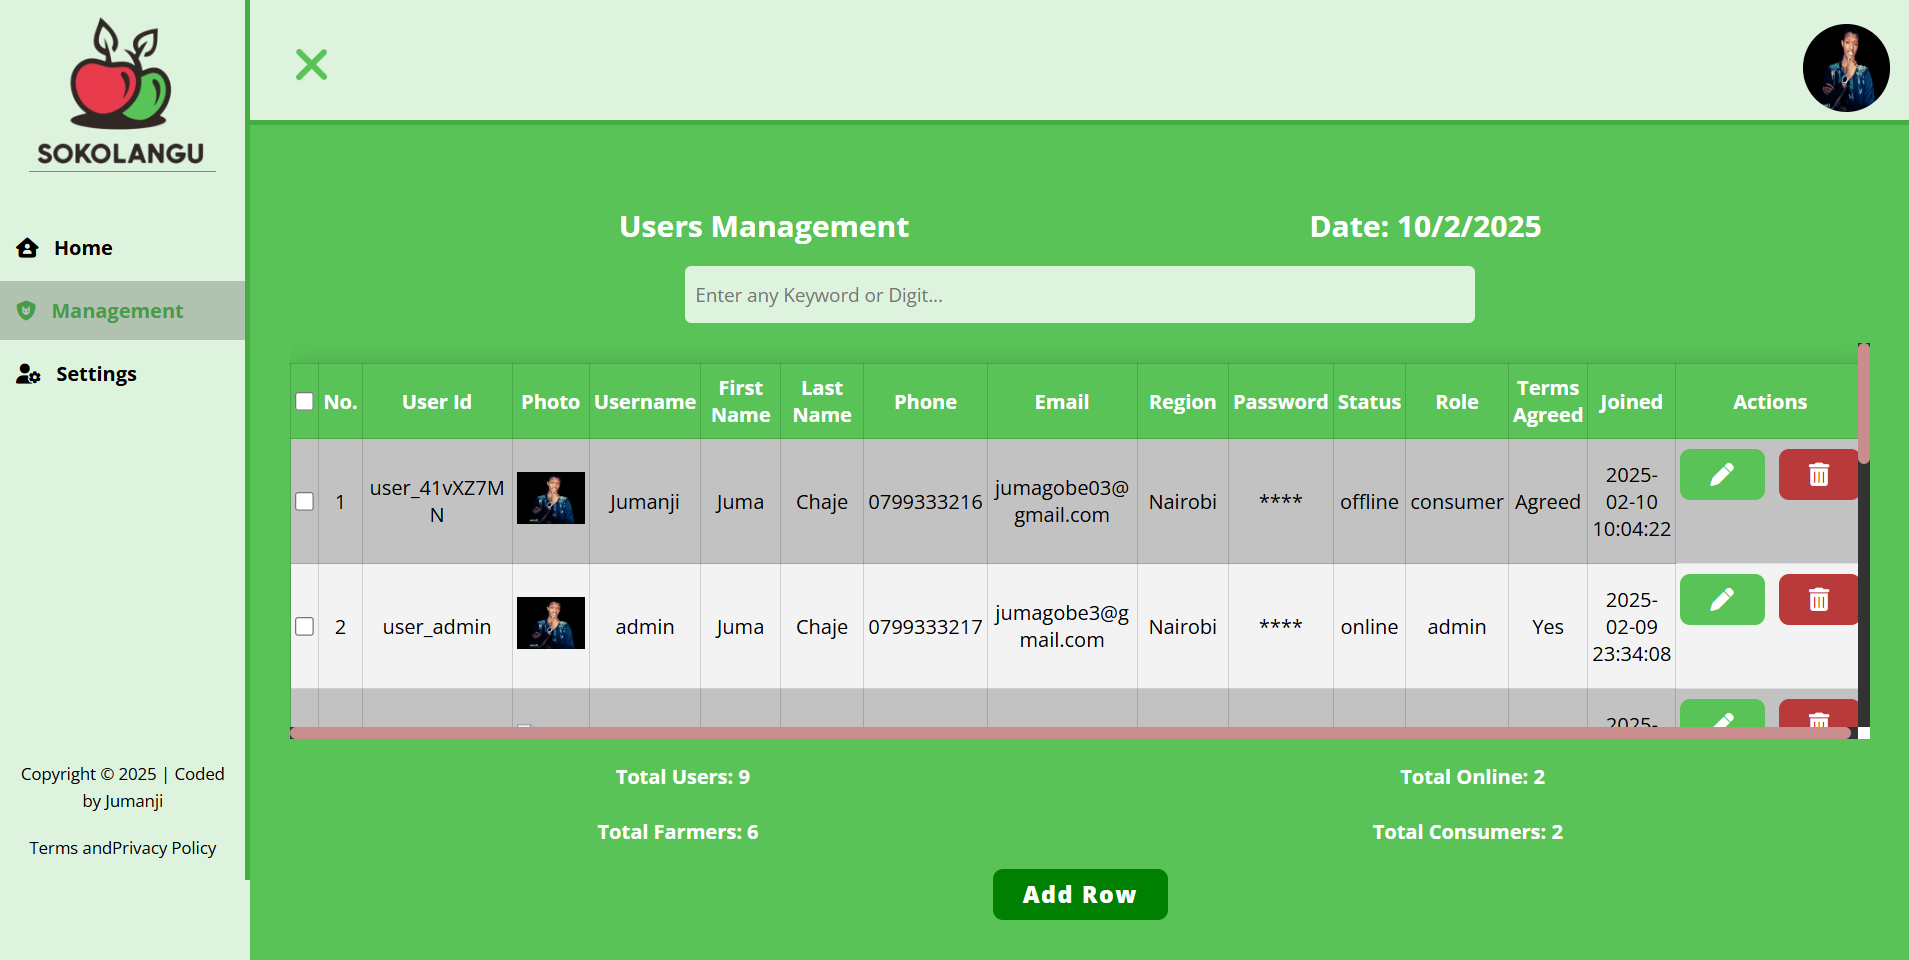 SOKOLANGU
Home
Management
Settings
Copyright © 2025 | Coded
by Jumanji
Terms andPrivacy Policy
Users Management
Date: 10/2/2025
Enter any Keyword or Digit...
No. User Id Photo Username First Name Last Name Phone Email Region Password Status Role Terms Agreed Joined Actions
1 user_41vXZ7MN Jumanji Juma Chaje 0799333216 jumagobe03@gmail.com Nairobi **** offline consumer Agreed 2025-02-10 10:04:22
2 user_admin admin Juma Chaje 0799333217 jumagobe3@gmail.com Nairobi **** online admin Yes 2025-02-09 23:34:08
2025-
Total Users: 9
Total Online: 2
Total Farmers: 6
Total Consumers: 2
Add Row